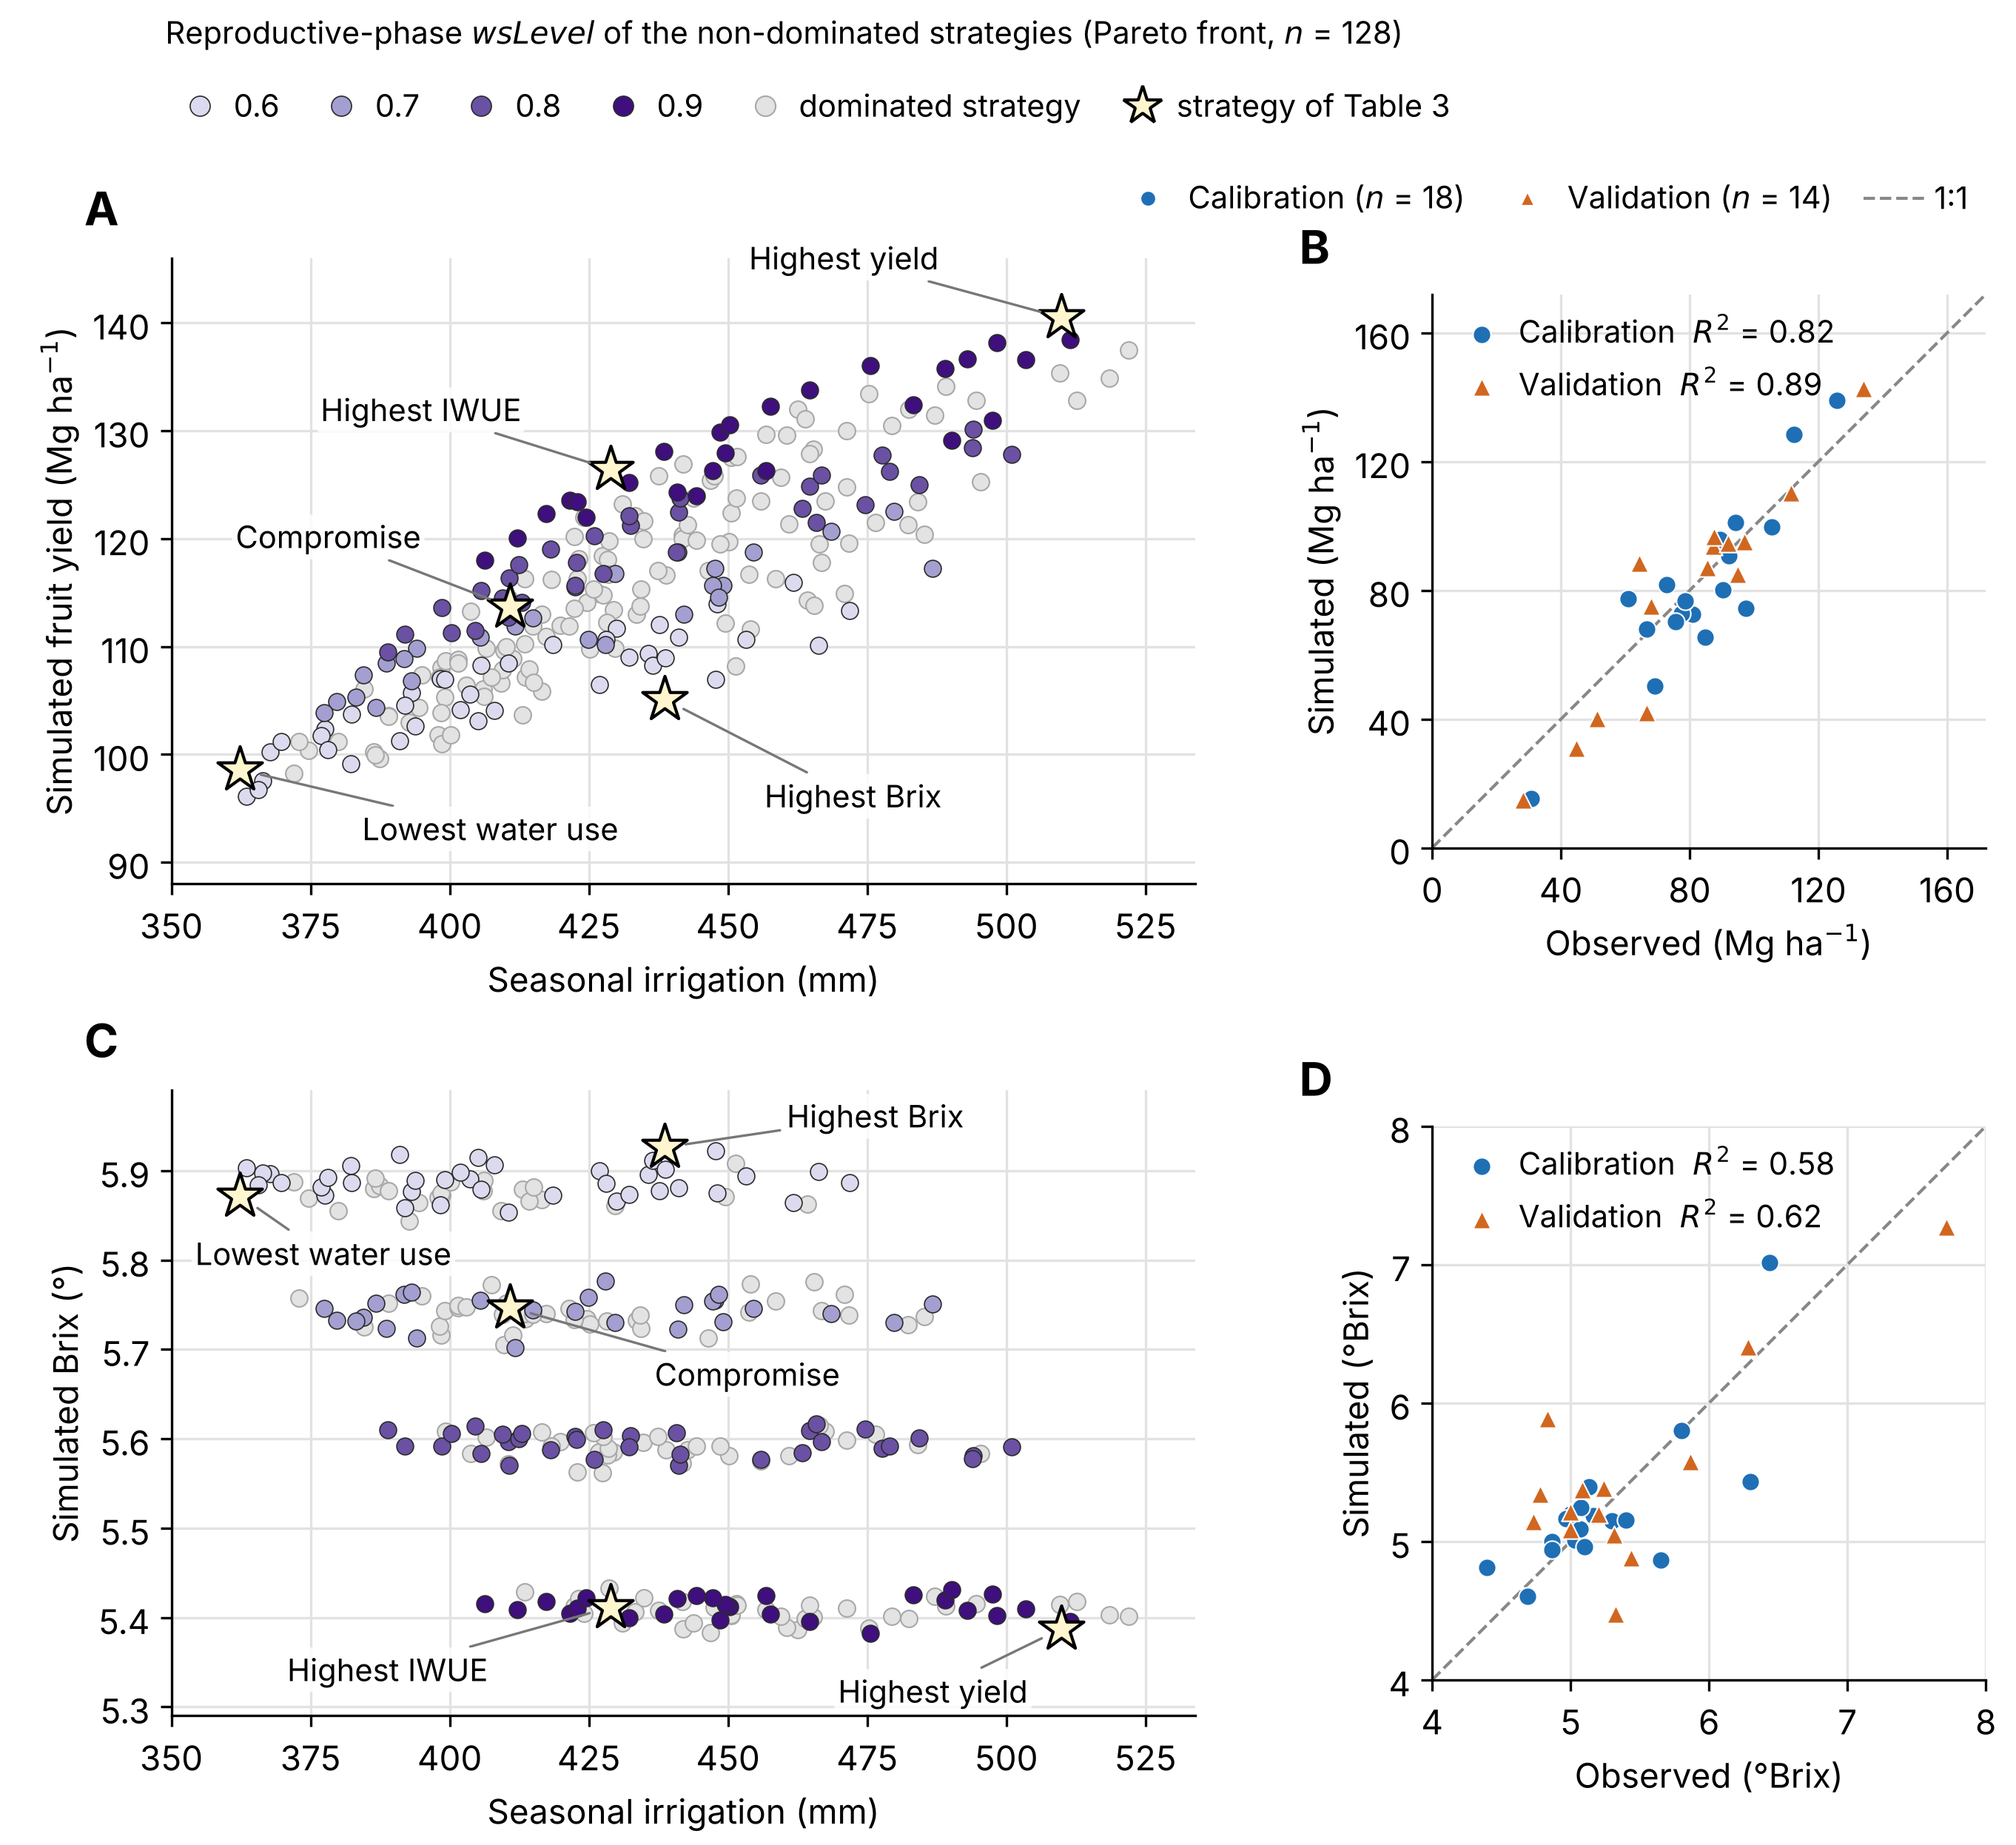 Reproductive-phase wsLevel of the non-dominated strategies (Pareto front, n = 128)
0.6 0.7 0.8 0.9 dominated strategy strategy of Table 3
Calibration (n = 18) Validation (n = 14) 1:1
A
Simulated fruit yield (Mg ha⁻¹)
140
130
120
110
100
90
Highest yield
Highest IWUE
Compromise
Highest Brix
Lowest water use
350 375 400 425 450 475 500 525
Seasonal irrigation (mm)
B
Simulated (Mg ha⁻¹)
160
120
80
40
0
Calibration R² = 0.82
Validation R² = 0.89
0 40 80 120 160
Observed (Mg ha⁻¹)
C
Simulated Brix (°)
5.9
5.8
5.7
5.6
5.5
5.4
5.3
Highest Brix
Lowest water use
Compromise
Highest IWUE
Highest yield
350 375 400 425 450 475 500 525
Seasonal irrigation (mm)
D
Simulated (°Brix)
8
7
6
5
4
Calibration R² = 0.58
Validation R² = 0.62
4 5 6 7 8
Observed (°Brix)